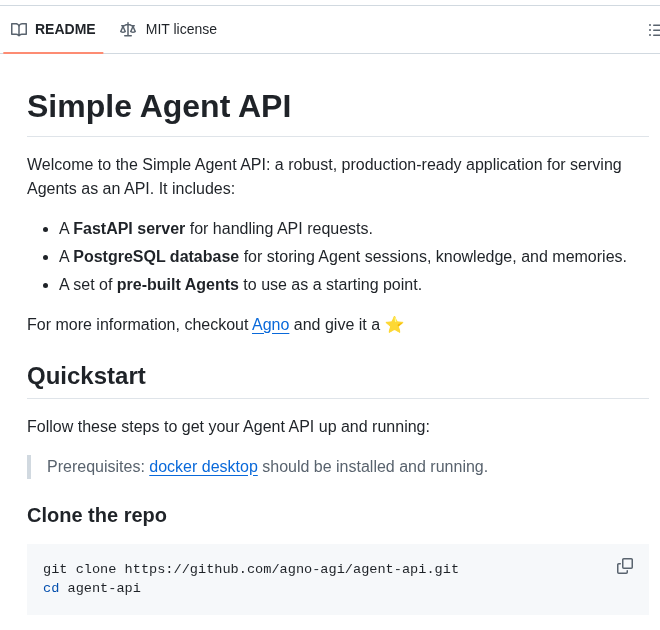 README
MIT license
Simple Agent API
Welcome to the Simple Agent API: a robust, production-ready application for serving
Agents as an API. It includes:
A FastAPI server for handling API requests.
A PostgreSQL database for storing Agent sessions, knowledge, and memories.
A set of pre-built Agents to use as a starting point.
For more information, checkout Agno and give it a ⭐
Quickstart
Follow these steps to get your Agent API up and running:
Prerequisites: docker desktop should be installed and running.
Clone the repo
git clone https://github.com/agno-agi/agent-api.git
cd agent-api